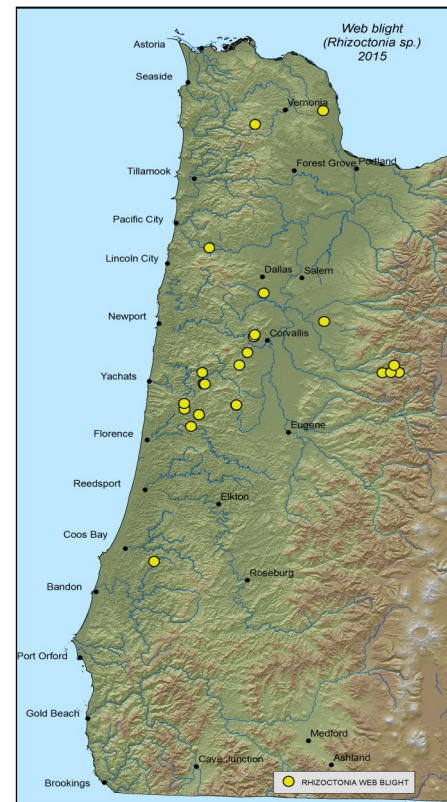 Web blight
(Rhizoctonia sp.)
2015
Astoria
Seaside
Vernonia
Forest Grove
Portland
Tillamook
Pacific City
Lincoln City
Dallas
Salem
Newport
Corvallis
Yachats
Florence
Eugene
Reedsport
Elkton
Coos Bay
Roseburg
Bandon
Port Orford
Gold Beach
Medford
Cave Junction
Ashland
Brookings
RHIZOCTONIA WEB BLIGHT